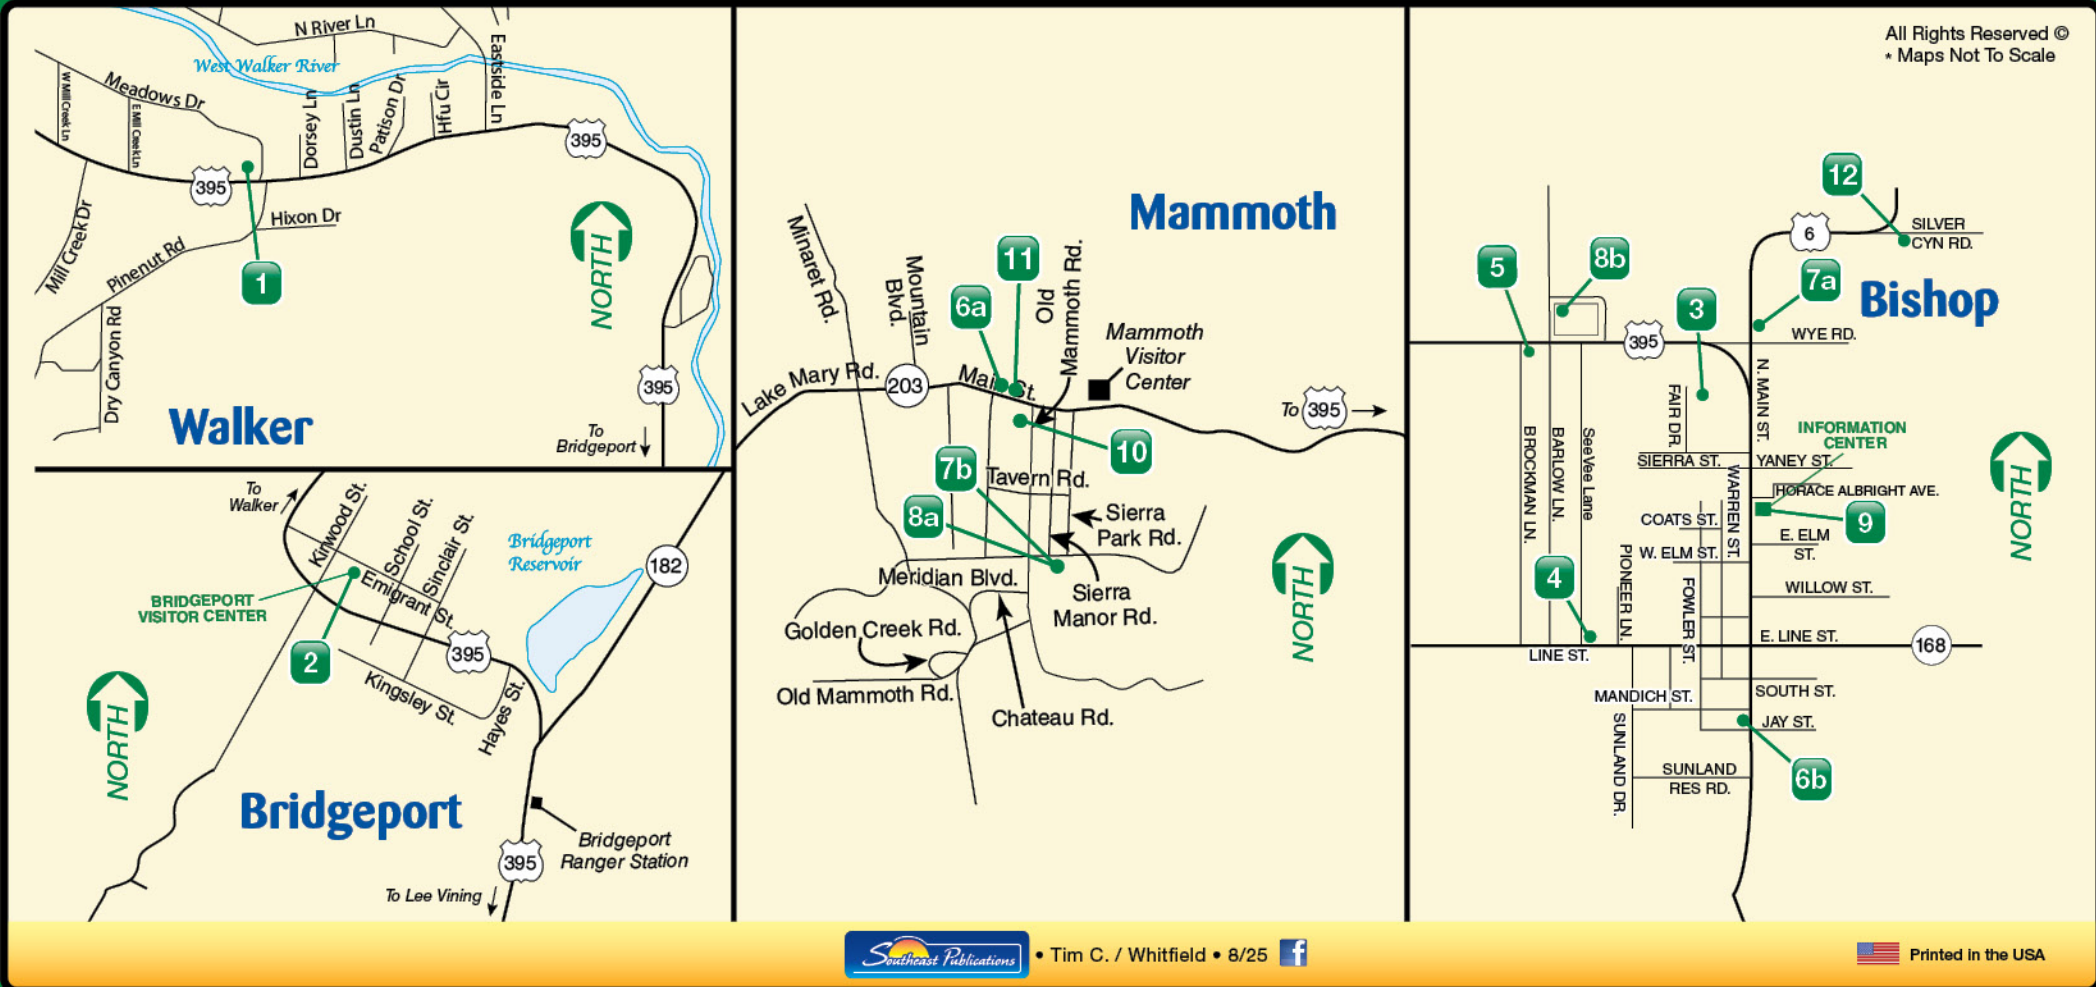 N River Ln
West Walker River
Eastside Ln
W Mill Creek Ln
Meadows Dr
E Mill Creek Ln
Dorsey Ln
Dustin Ln
Patison Dr
Hfu Cir
395
395
Mill Creek Dr
Hixon Dr
Pinenut Rd
1
NORTH
Dry Canyon Rd
Walker
395
To
Bridgeport
To
Walker
Kirwood St.
School St.
Sinclair St.
Bridgeport
Reservoir
182
Emigrant St.
BRIDGEPORT
VISITOR CENTER
2
395
Kingsley St.
Hayes St.
NORTH
Bridgeport
Bridgeport
Ranger Station
395
To Lee Vining
Mammoth
Minaret Rd.
Mountain
Blvd.
11
6a
Old
Mammoth Rd.
Mammoth
Visitor
Center
Lake Mary Rd.
203
Main St.
To 395
10
7b
Tavern Rd.
8a
Sierra
Park Rd.
Meridian Blvd.
Sierra
Manor Rd.
NORTH
Golden Creek Rd.
Old Mammoth Rd.
Chateau Rd.
All Rights Reserved ©
* Maps Not To Scale
12
6
SILVER
CYN RD.
5
8b
3
7a
Bishop
395
WYE RD.
N. MAIN ST.
FAIR DR.
INFORMATION
CENTER
BROCKMAN LN.
BARLOW LN.
SeeVee Lane
SIERRA ST.
YANEY ST.
WARREN ST.
HORACE ALBRIGHT AVE.
COATS ST.
9
E. ELM
ST.
W. ELM ST.
NORTH
4
PIONEER LN.
FOWLER ST.
WILLOW ST.
E. LINE ST.
168
LINE ST.
MANDICH ST.
SOUTH ST.
SUNLAND DR.
JAY ST.
SUNLAND
RES RD.
6b
Southeast Publications
• Tim C. / Whitfield • 8/25
f
Printed in the USA